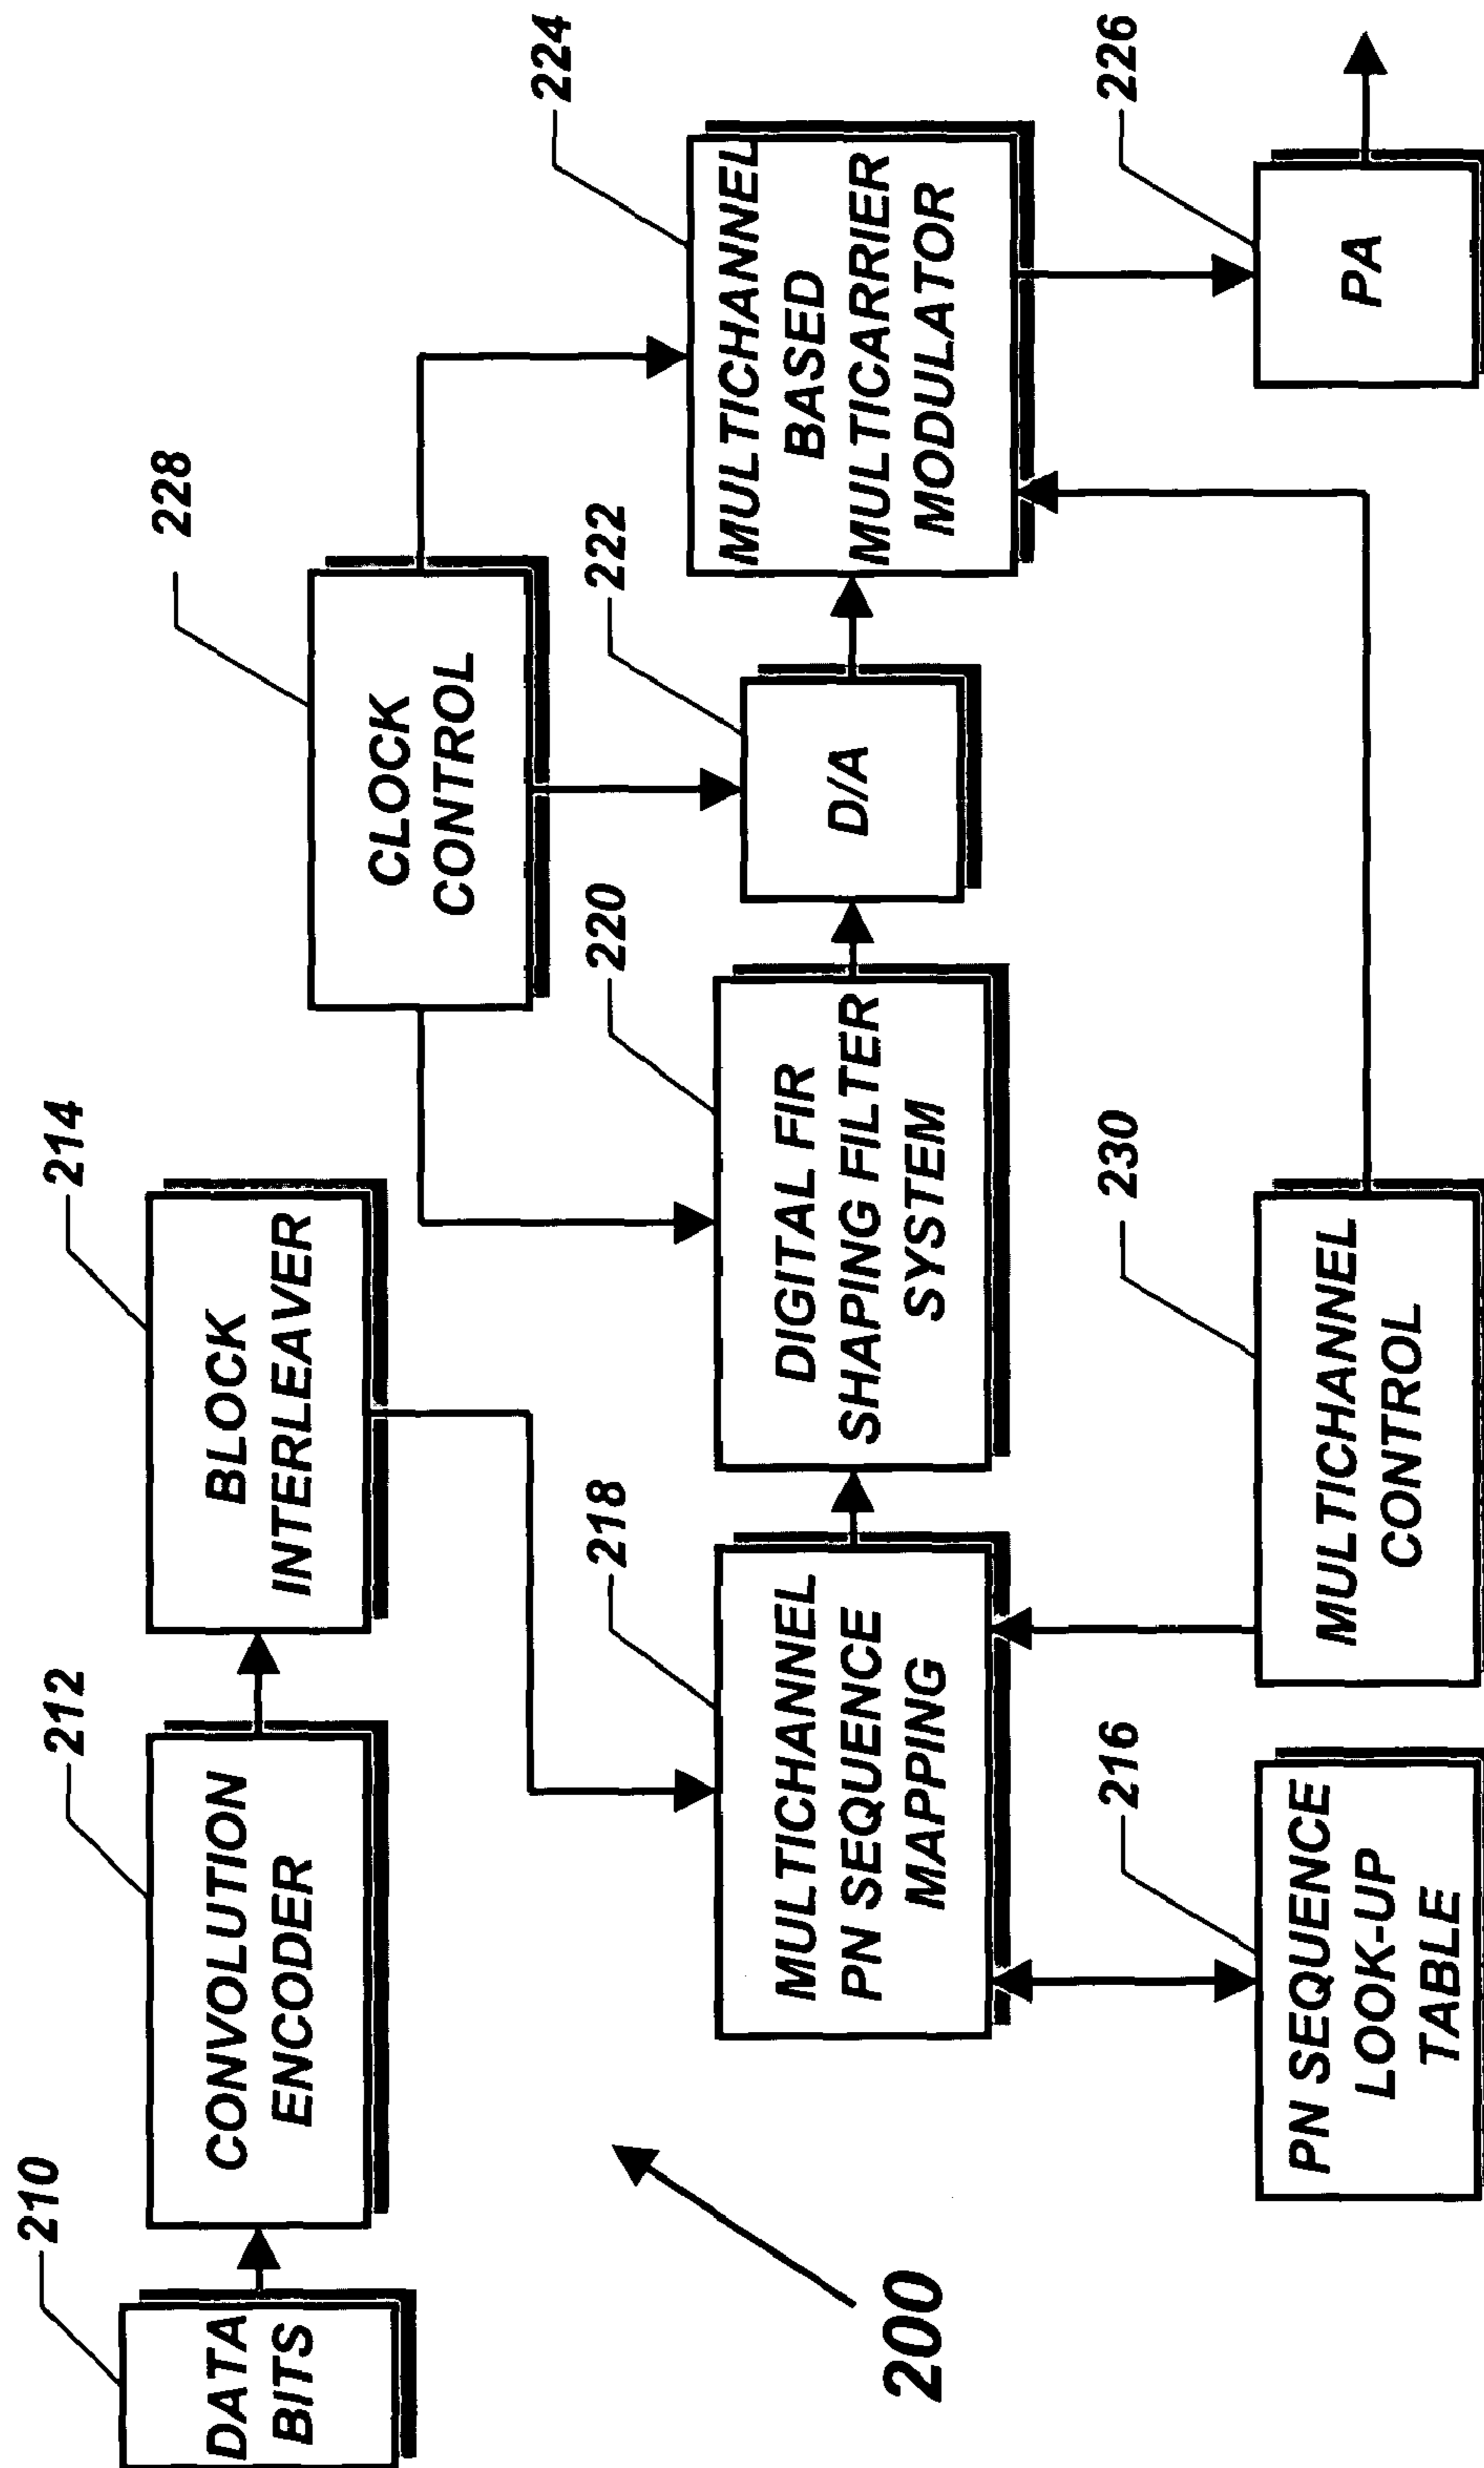 210
DATA
BITS
212
CONVOLUTION
ENCODER
214
BLOCK
INTERLEAVER
228
CLOCK
CONTROL
218
MULTICHANNEL
PN SEQUENCE
MAPPING
220
DIGITAL FIR
SHAPING FILTER
SYSTEM
222
D/A
224
MULTICHANNEL
BASED
MULTICARRIER
MODULATOR
200
216
PN SEQUENCE
LOOK-UP
TABLE
230
MULTICHANNEL
CONTROL
226
PA